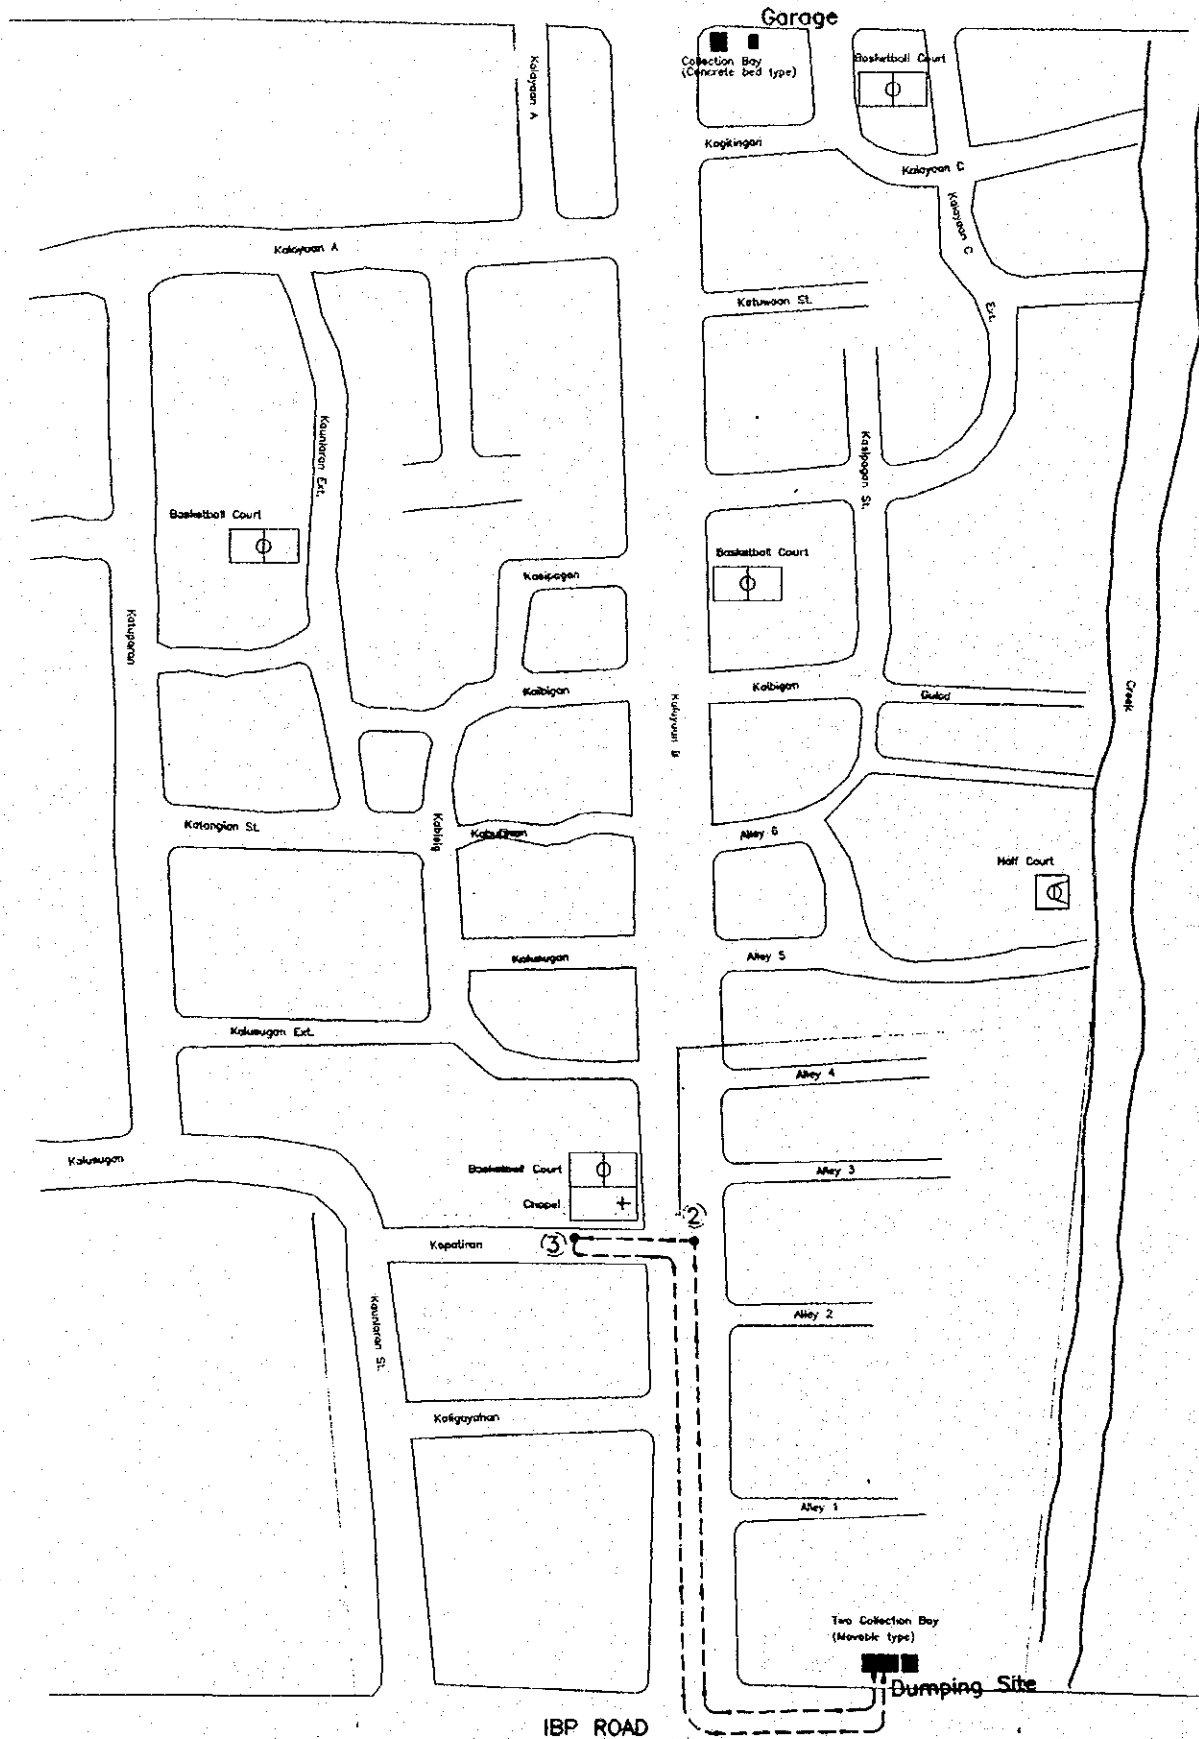 Garage
Collection Bay
(Concrete bed type)
Basketball Court
Kalayaan A
Kagitingan
Kalayaan C
Kalayaan C
Ext.
Kalayaan A
Katuwaan St.
Kaunlaran Ext.
Kasipagan St.
Basketball Court
Basketball Court
Kasipagan
Katuparan
Kaibigan
Kaibigan
Gulod
Creek
Kalayaan B
Katangian St.
Kabisig
Alley 6
Half Court
Kalusugan
Alley 5
Kalusugan Ext.
Alley 4
Kalusugan
Basketball Court
Alley 3
Chapel
(2)
Kapatiran
(3)
Kaunlaran St.
Alley 2
Kaligayahan
Alley 1
Two Collection Bay
(Movable type)
Dumping Site
IBP ROAD